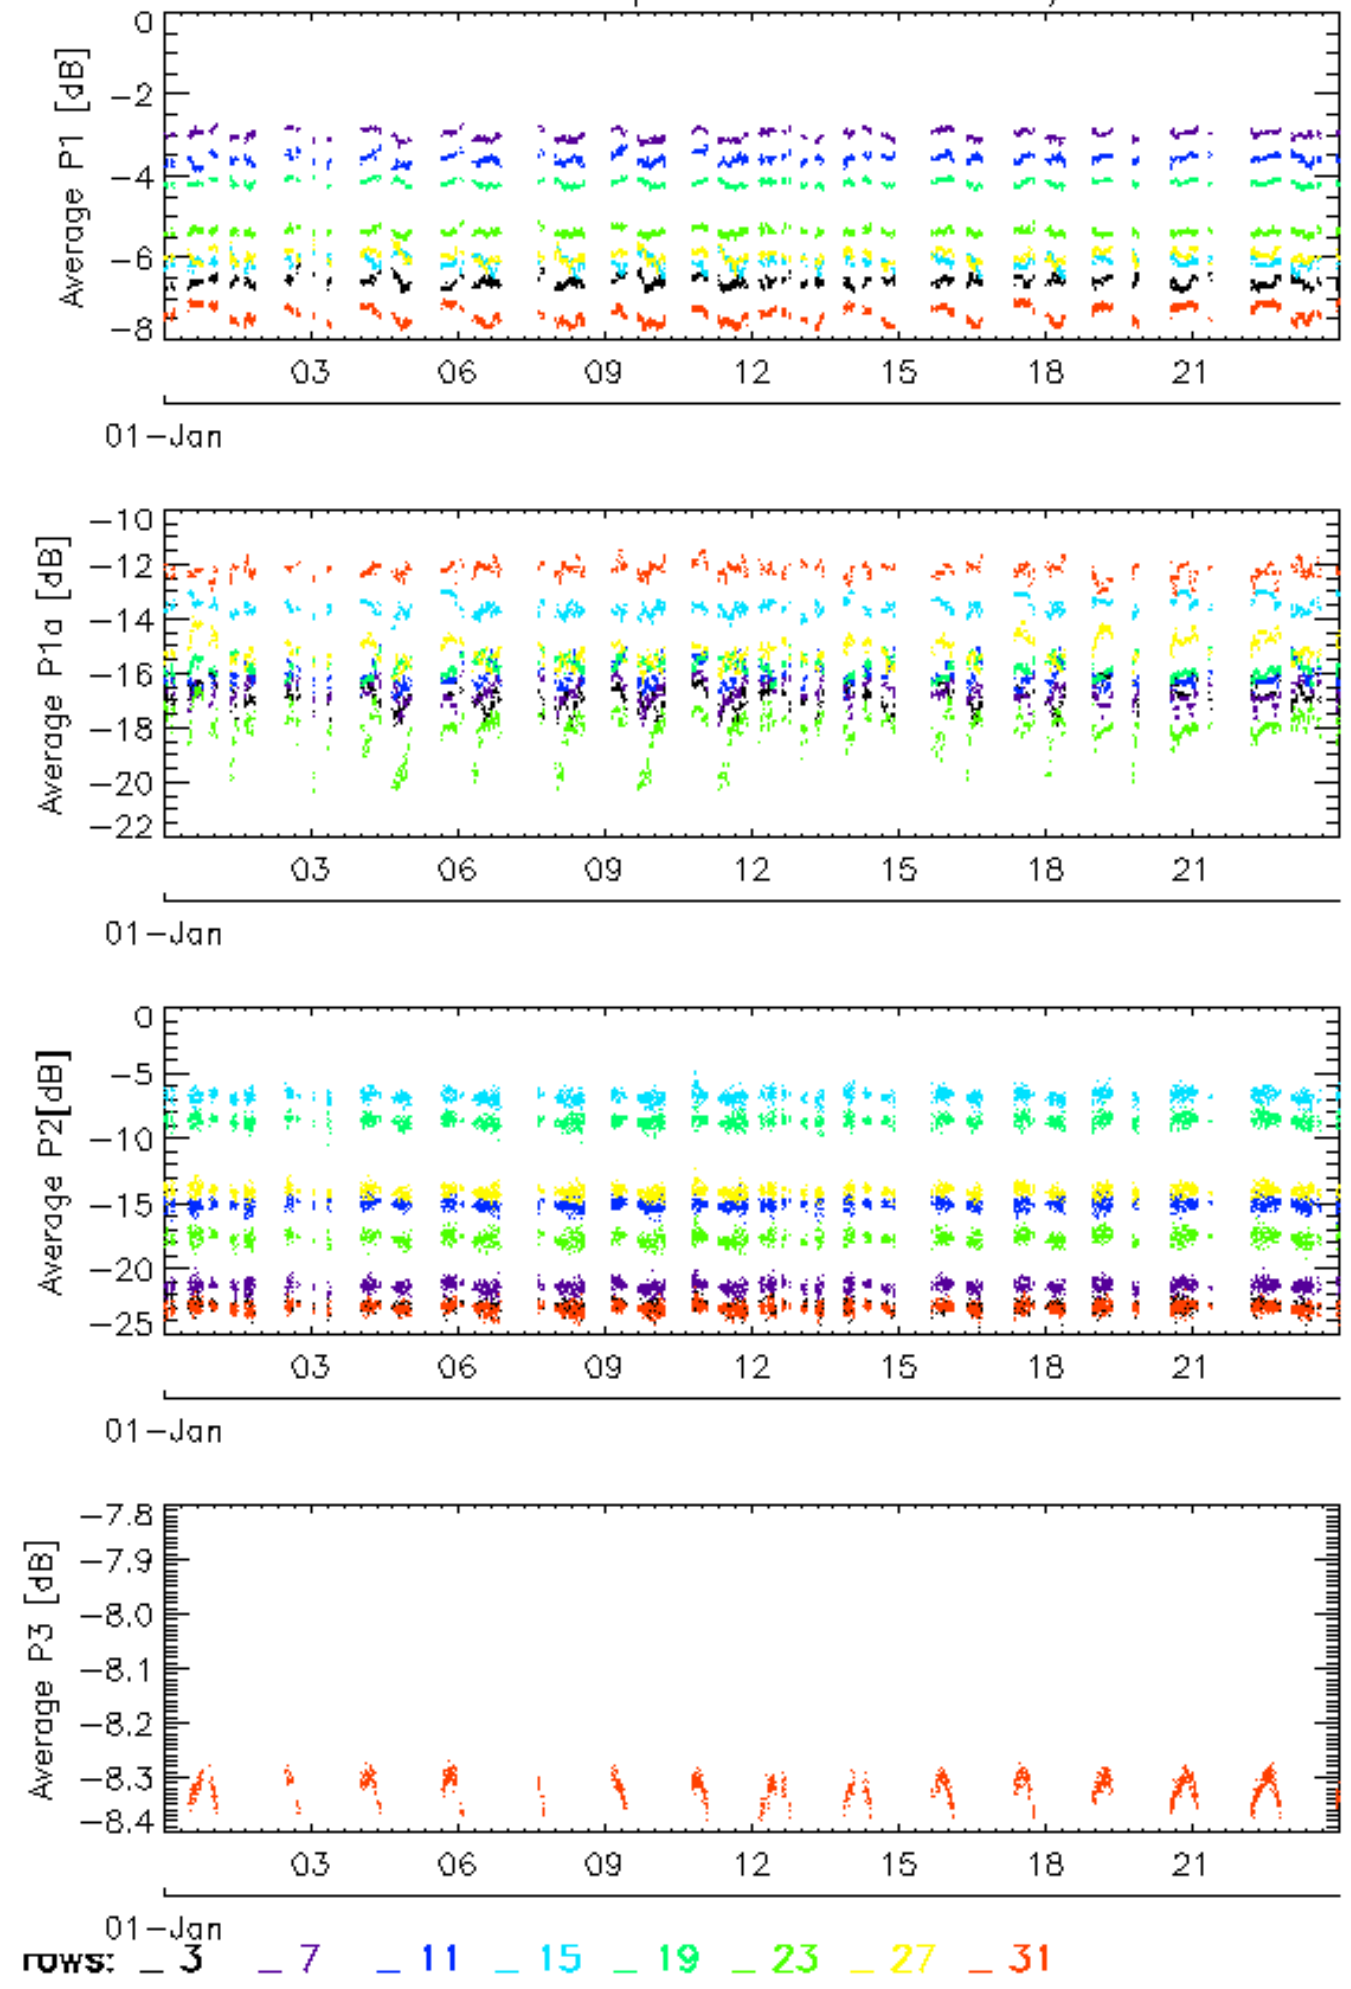 0
−2
−4
−6
−8
Average P1 [dB]
03 06 09 12 15 18 21
01−Jan
−10
−12
−14
−16
−18
−20
−22
Average P1a [dB]
03 06 09 12 15 18 21
01−Jan
0
−5
−10
−15
−20
−25
Average P2[dB]
03 06 09 12 15 18 21
01−Jan
−7.8
−7.9
−8.0
−8.1
−8.2
−8.3
−8.4
Average P3 [dB]
03 06 09 12 15 18 21
01−Jan
rows: _ 3 _ 7 _ 11 _ 15 _ 19 _ 23 _ 27 _ 31